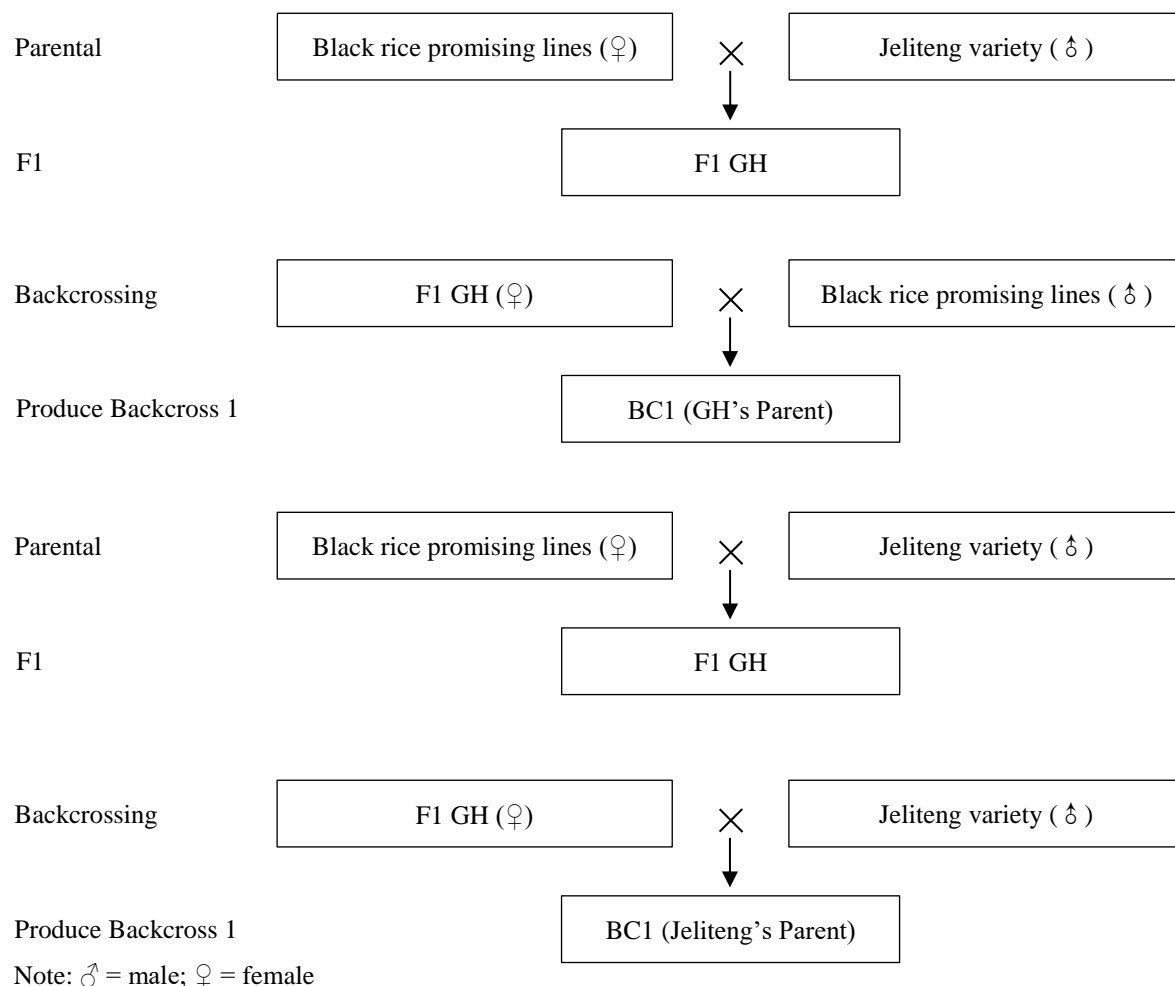 Parental Black rice promising lines (♀) × Jeliteng variety (♂)
F1 F1 GH
Backcrossing F1 GH (♀) × Black rice promising lines (♂)
Produce Backcross 1 BC1 (GH’s Parent)
Parental Black rice promising lines (♀) × Jeliteng variety (♂)
F1 F1 GH
Backcrossing F1 GH (♀) × Jeliteng variety (♂)
Produce Backcross 1 BC1 (Jeliteng’s Parent)
Note: ♂ = male; ♀ = female